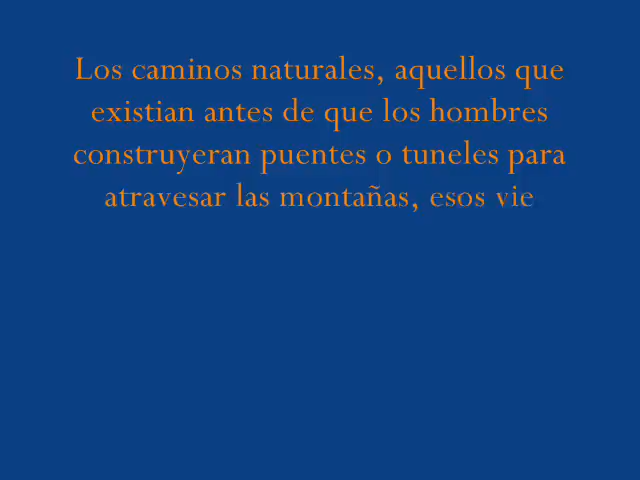 Los caminos naturales, aquellos que
existian antes de que los hombres
construyeran puentes o tuneles para
atravesar las montañas, esos vie